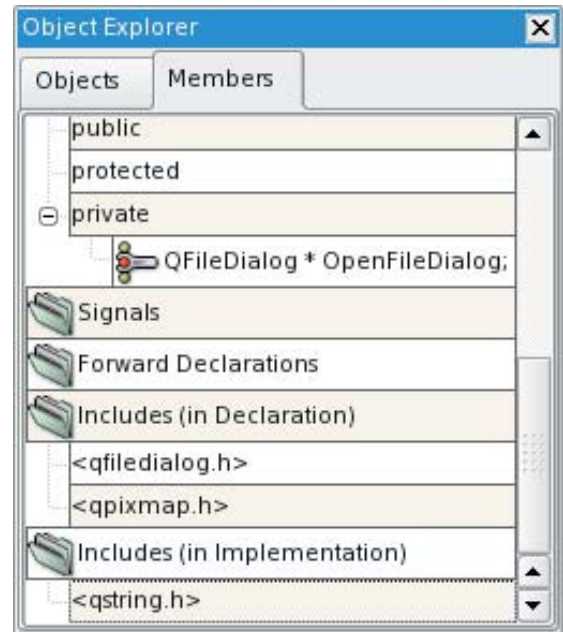 Object Explorer
Objects Members
public
protected
private
QFileDialog * OpenFileDialog;
Signals
Forward Declarations
Includes (in Declaration)
<qfiledialog.h>
<qpixmap.h>
Includes (in Implementation)
<qstring.h>